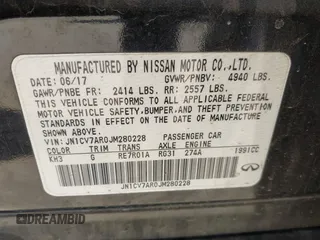 MANUFACTURED BY NISSAN MOTOR CO.,LTD.
DATE: 06/17 GVWR/PNBV: 4940 LBS.
GAWR/PNBE FR: 2414 LBS. RR: 2557 LBS.
THIS VEHICLE CONFORMS TO ALL APPLICABLE
FEDERAL MOTOR VEHICLE SAFETY,
BUMPER, AND THEFT PREVENTION
STANDARDS IN EFFECT ON THE DATE OF
MANUFACTURE SHOWN ABOVE.
VIN: JN1CV7AR0JM280228 PASSENGER CAR
COLOR TRIM TRANS AXLE ENGINE
KH3 G RE7R01A RG31 274A 1991CC
JN1CV7AR0JM280228
REBROAUTO